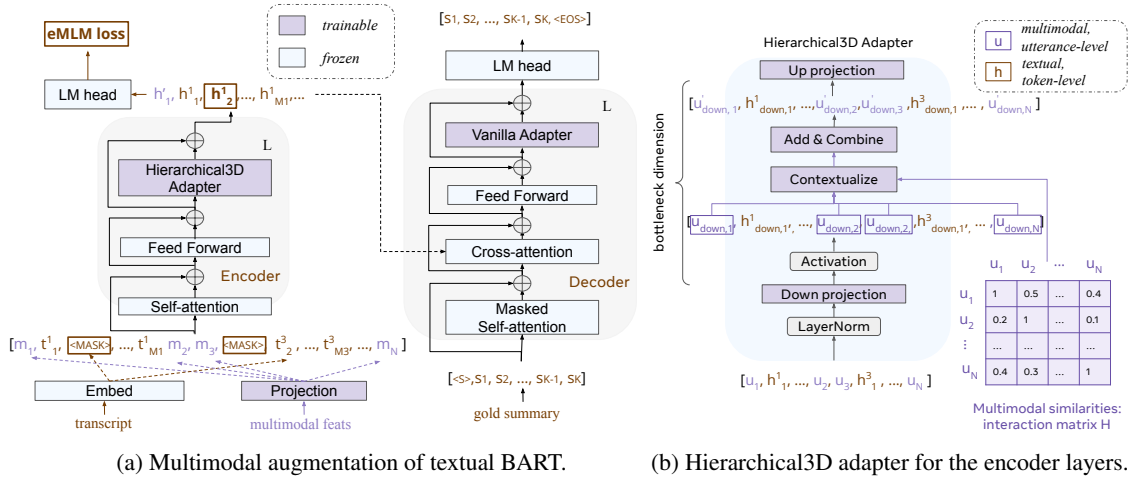 eMLM loss
LM head
h'₁, h¹₁, h¹₂, ..., h¹M1, ...
L
Hierarchical3D
Adapter
Feed Forward
Encoder
Self-attention
[m₁, t¹₁, <MASK>, ..., t¹M1 m₂, m₃, <MASK> t³₂ , ..., t³M3, ..., mN ]
Embed
Projection
transcript
multimodal feats
trainable
frozen
[S1, S2, ..., SK-1, SK, <EOS>]
LM head
L
Vanilla Adapter
Feed Forward
Cross-attention
Decoder
Masked
Self-attention
[<S>, S1, S2, ..., SK-1, SK]
gold summary
(a) Multimodal augmentation of textual BART.
u
multimodal,
utterance-level
h
textual,
token-level
Hierarchical3D Adapter
Up projection
[u'down, 1, h¹down,1, ...,u'down,2, u'down,3, h³down,1 , ... , u'down,N ]
Add & Combine
Contextualize
bottleneck dimension
[u down,1, h¹down,1', ..., u down,2 u down,2, h³down,1', ... , u down,N ]
Activation
Down projection
LayerNorm
[u₁, h¹₁, ..., u₂, u₃, h³₁ , ..., uN ]
u₁ u₂ ... uN
u₁ 1 0.5 ... 0.4
u₂ 0.2 1 ... 0.1
⋮ ... ... ... ...
uN 0.4 0.3 ... 1
Multimodal similarities:
interaction matrix H
(b) Hierarchical3D adapter for the encoder layers.